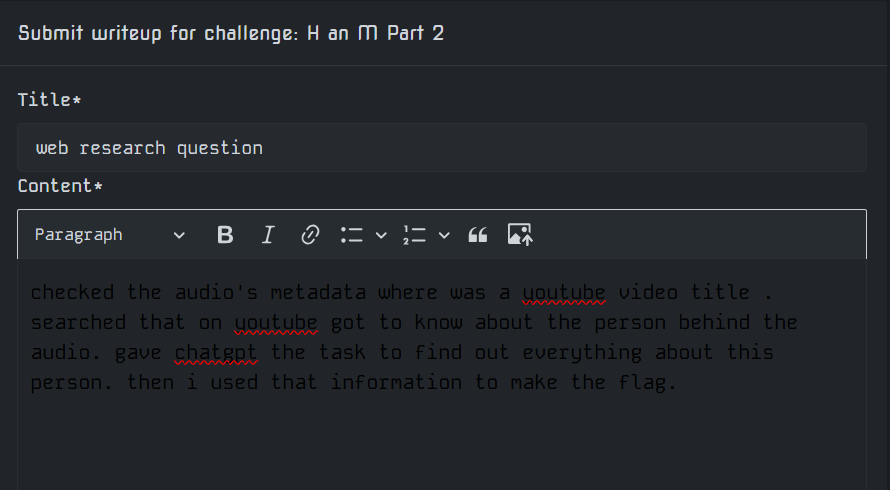 Submit writeup for challenge: H an M Part 2
Title*
web research question
Content*
Paragraph
checked the audio's metadata where was a youtube video title .
searched that on youtube got to know about the person behind the
audio. gave chatgpt the task to find out everything about this
person. then i used that information to make the flag.